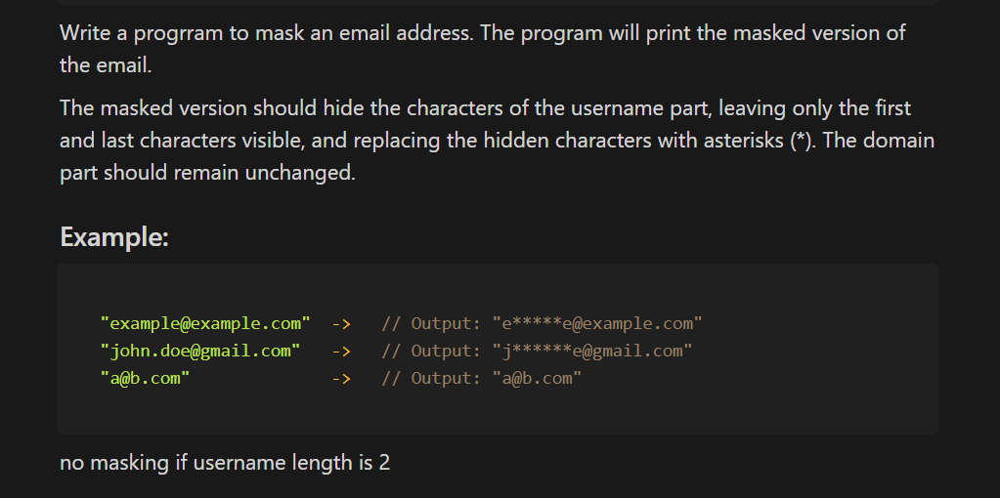 Write a progrram to mask an email address. The program will print the masked version of
the email.
The masked version should hide the characters of the username part, leaving only the first
and last characters visible, and replacing the hidden characters with asterisks (*). The domain
part should remain unchanged.
Example:
"example@example.com" -> // Output: "e*****e@example.com"
"john.doe@gmail.com" -> // Output: "j******e@gmail.com"
"a@b.com" -> // Output: "a@b.com"
no masking if username length is 2